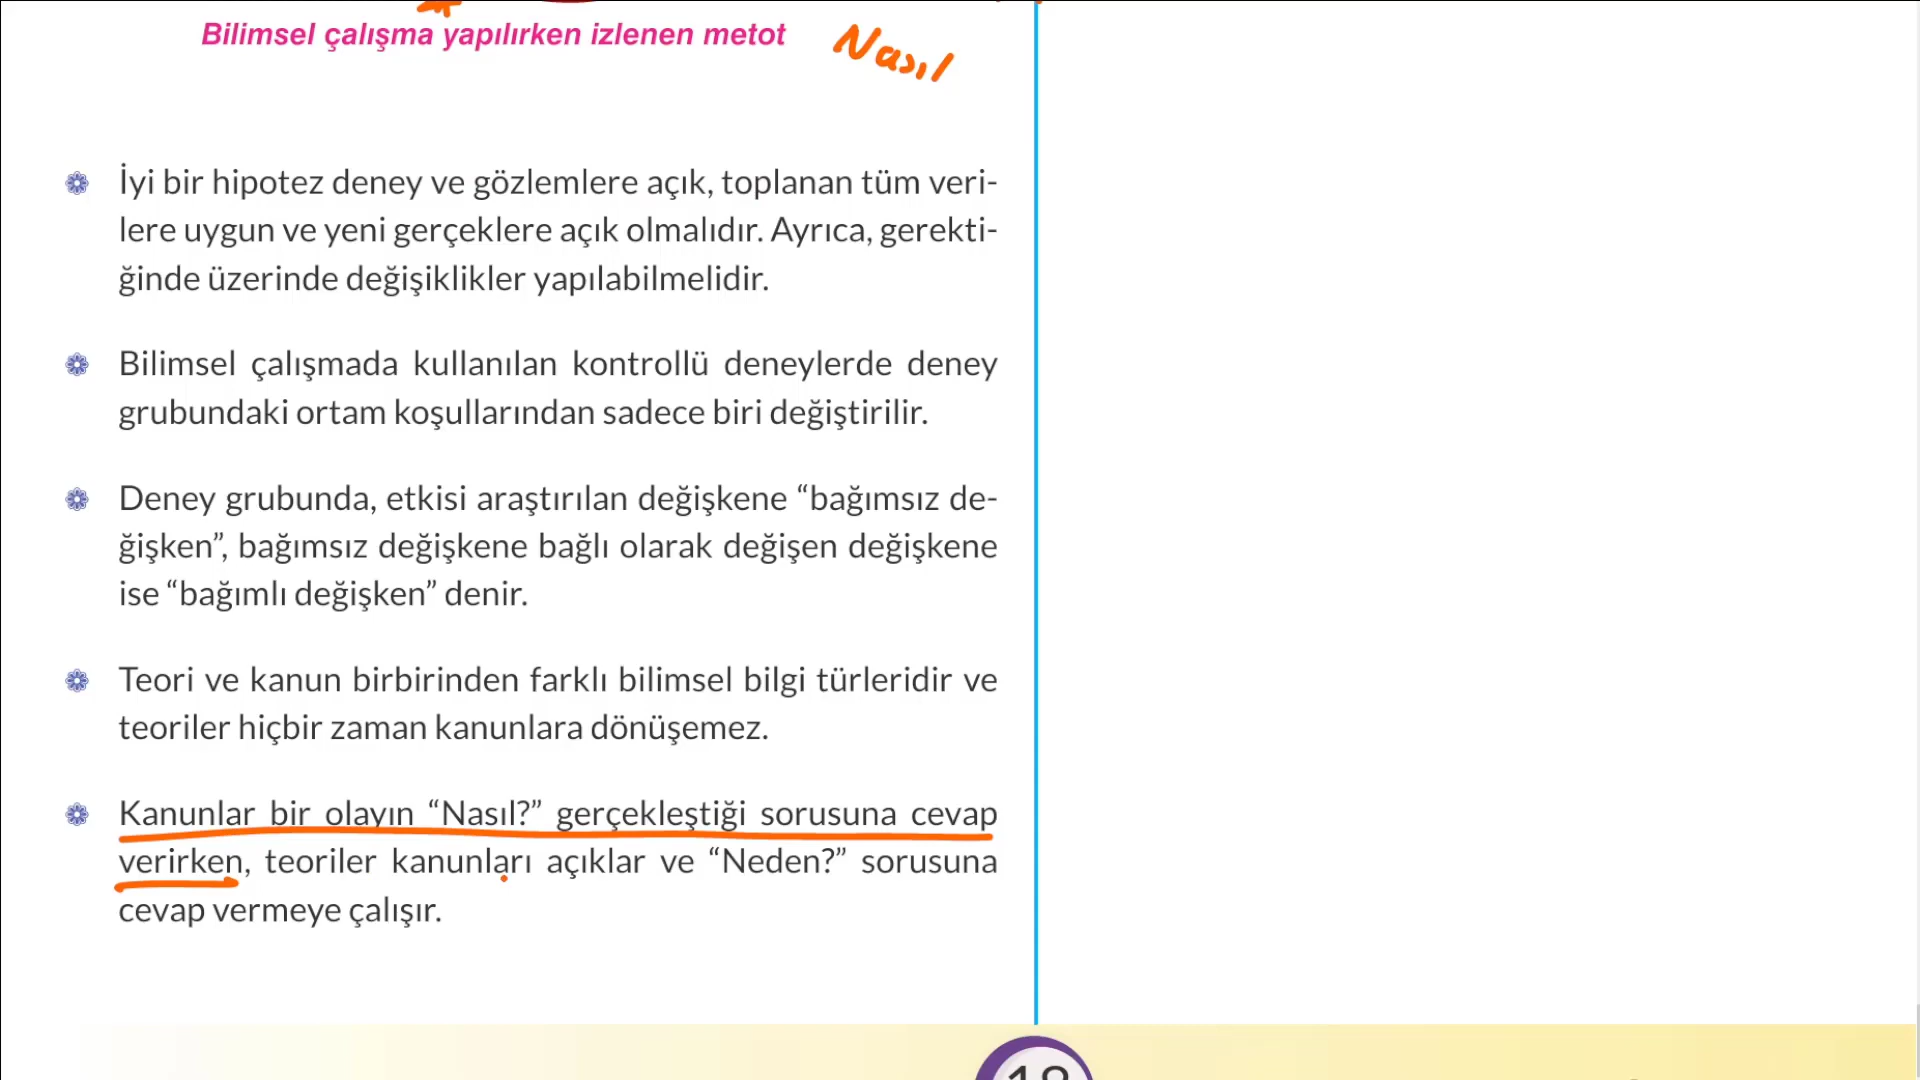 Bilimsel çalışma yapılırken izlenen metot
Nasıl
İyi bir hipotez deney ve gözlemlere açık, toplanan tüm veri-
lere uygun ve yeni gerçeklere açık olmalıdır. Ayrıca, gerekti-
ğinde üzerinde değişiklikler yapılabilmelidir.
Bilimsel çalışmada kullanılan kontrollü deneylerde deney
grubundaki ortam koşullarından sadece biri değiştirilir.
Deney grubunda, etkisi araştırılan değişkene “bağımsız de-
ğişken”, bağımsız değişkene bağlı olarak değişen değişkene
ise “bağımlı değişken” denir.
Teori ve kanun birbirinden farklı bilimsel bilgi türleridir ve
teoriler hiçbir zaman kanunlara dönüşemez.
Kanunlar bir olayın “Nasıl?” gerçekleştiği sorusuna cevap
verirken, teoriler kanunları açıklar ve “Neden?” sorusuna
cevap vermeye çalışır.